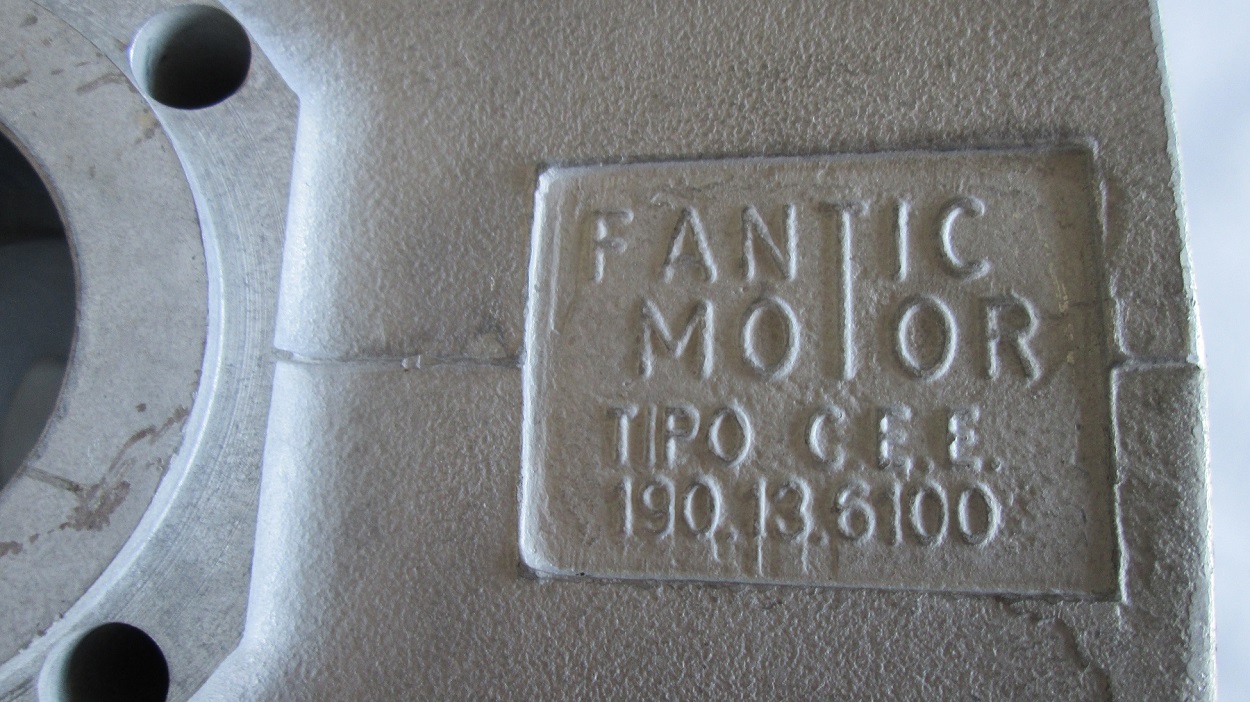 FANTIC
MOTOR
TIPO C.E.E.
190.13.6100